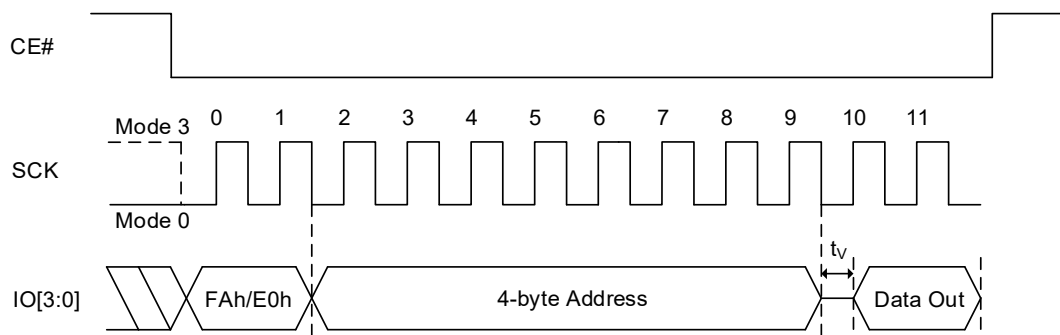 CE#
0 1 2 3 4 5 6 7 8 9 10 11
Mode 3
SCK
Mode 0
tV
IO[3:0]
FAh/E0h
4-byte Address
Data Out